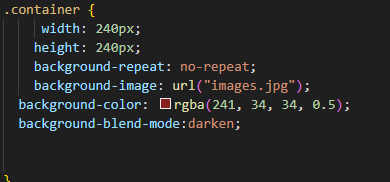 .container {
width: 240px;
height: 240px;
background-repeat: no-repeat;
background-image: url("images.jpg");
background-color: rgba(241, 34, 34, 0.5);
background-blend-mode:darken;
}